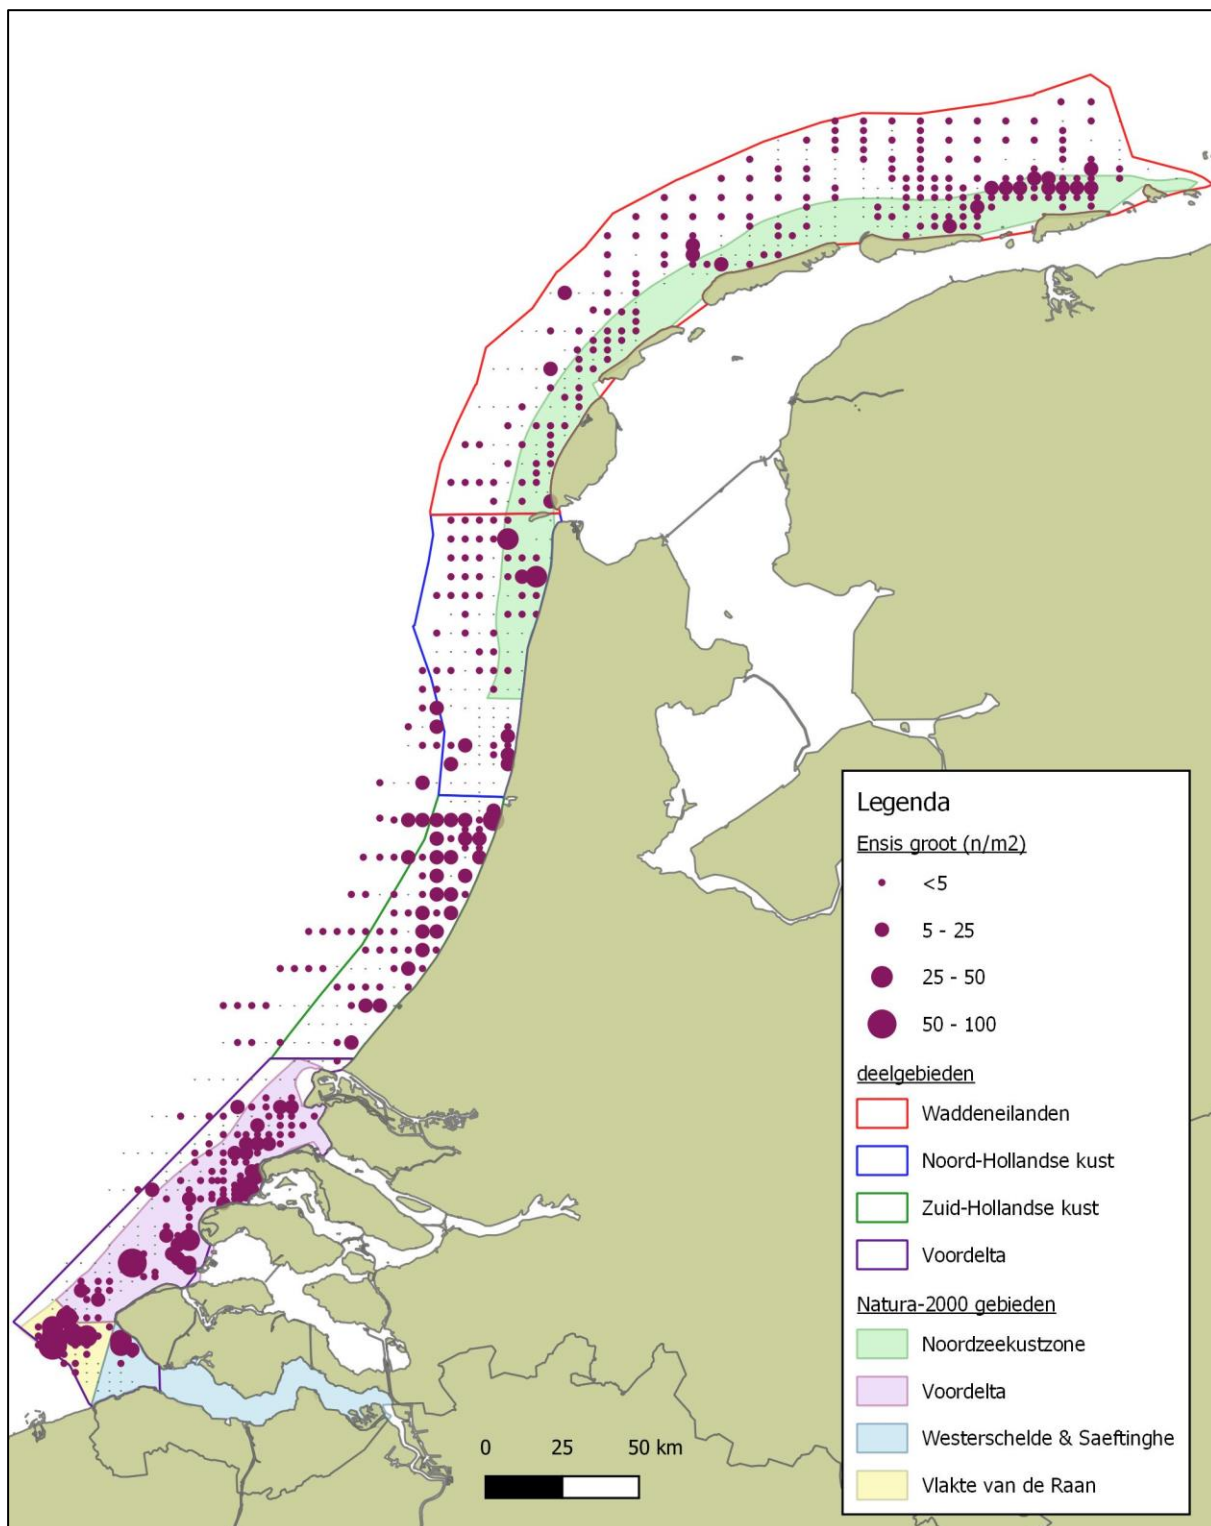 Legenda
Ensis groot (n/m2)
<5
5 - 25
25 - 50
50 - 100
deelgebieden
Waddeneilanden
Noord-Hollandse kust
Zuid-Hollandse kust
Voordelta
Natura-2000 gebieden
Noordzeekustzone
Voordelta
Westerschelde & Saeftinghe
Vlakte van de Raan
0 25 50 km